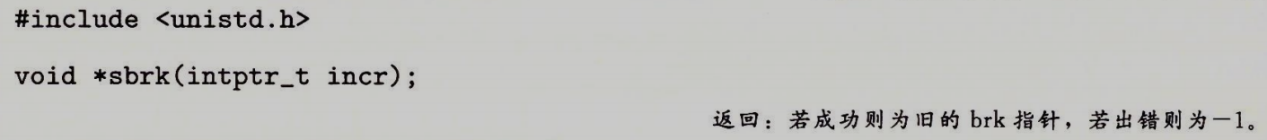 #include <unistd.h>
void *sbrk(intptr_t incr);
返回：若成功则为旧的 brk 指针，若出错则为－1。